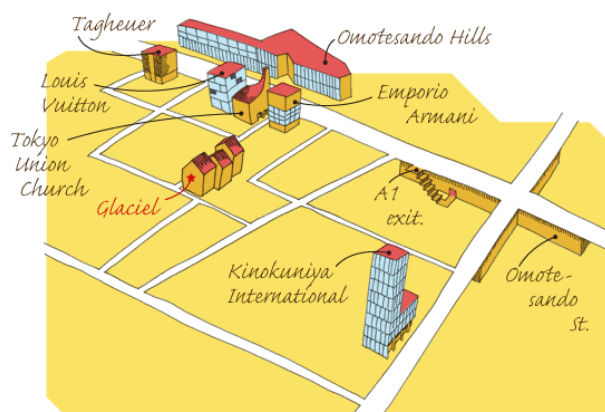 Tagheuer
Omotesando Hills
Louis
Vuitton
Emporio
Armani
Tokyo
Union
Church
Glaciel
A1
exit.
Kinokuniya
International
Omote-
sando
St.